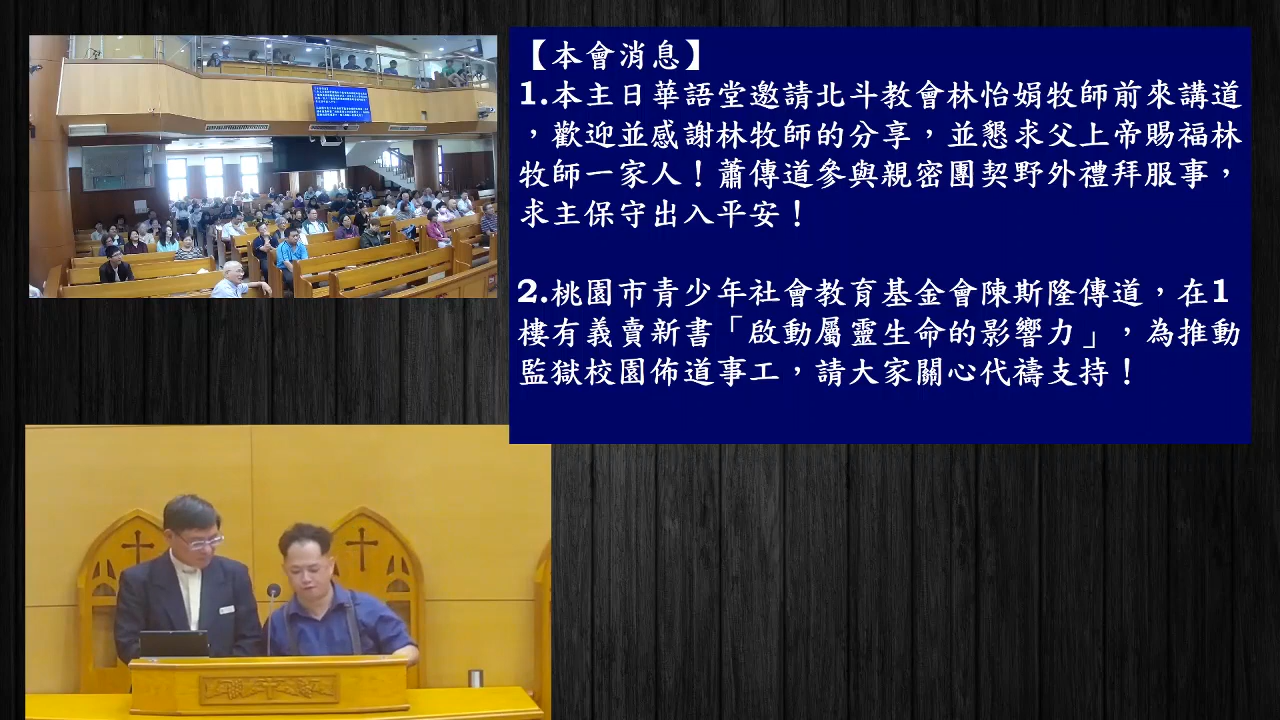 【本會消息】
1.本主日華語堂邀請北斗教會林怡娟牧師前來講道
，歡迎並感謝林牧師的分享，並懇求父上帝賜福林
牧師一家人！蕭傳道參與親密團契野外禮拜服事，
求主保守出入平安！
2.桃園市青少年社會教育基金會陳斯隆傳道，在1
樓有義賣新書「啟動屬靈生命的影響力」，為推動
監獄校園佈道事工，請大家關心代禱支持！